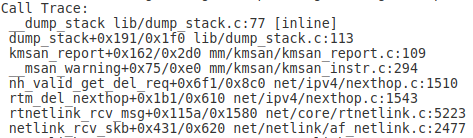 Call Trace:
__dump_stack lib/dump_stack.c:77 [inline]
dump_stack+0x191/0x1f0 lib/dump_stack.c:113
kmsan_report+0x162/0x2d0 mm/kmsan/kmsan_report.c:109
__msan_warning+0x75/0xe0 mm/kmsan/kmsan_instr.c:294
nh_valid_get_del_req+0x6f1/0x8c0 net/ipv4/nexthop.c:1510
rtm_del_nexthop+0x1b1/0x610 net/ipv4/nexthop.c:1543
rtnetlink_rcv_msg+0x115a/0x1580 net/core/rtnetlink.c:5223
netlink_rcv_skb+0x431/0x620 net/netlink/af_netlink.c:2477